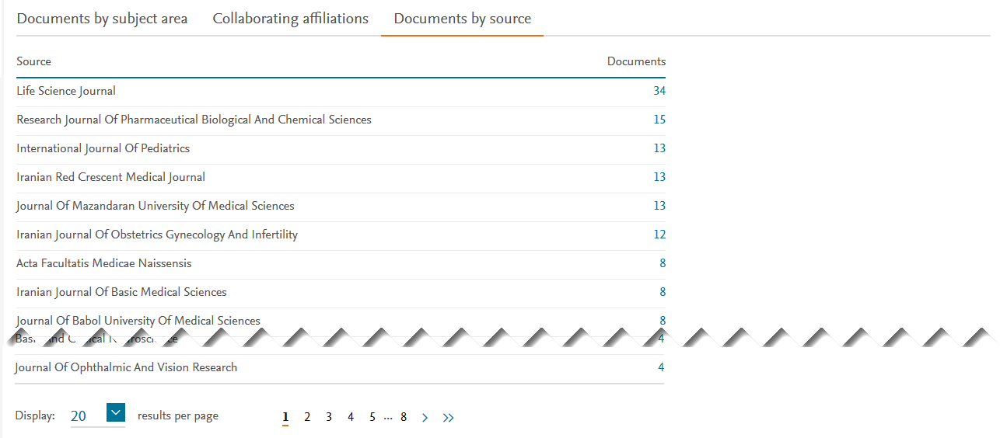 Documents by subject area Collaborating affiliations Documents by source
Source Documents
Life Science Journal 34
Research Journal Of Pharmaceutical Biological And Chemical Sciences 15
International Journal Of Pediatrics 13
Iranian Red Crescent Medical Journal 13
Journal Of Mazandaran University Of Medical Sciences 13
Iranian Journal Of Obstetrics Gynecology And Infertility 12
Acta Facultatis Medicae Naissensis 8
Iranian Journal Of Basic Medical Sciences 8
Journal Of Babol University Of Medical Sciences 8
4
Journal Of Ophthalmic And Vision Research 4
Display: 20 results per page 1 2 3 4 5 ... 8 > >>